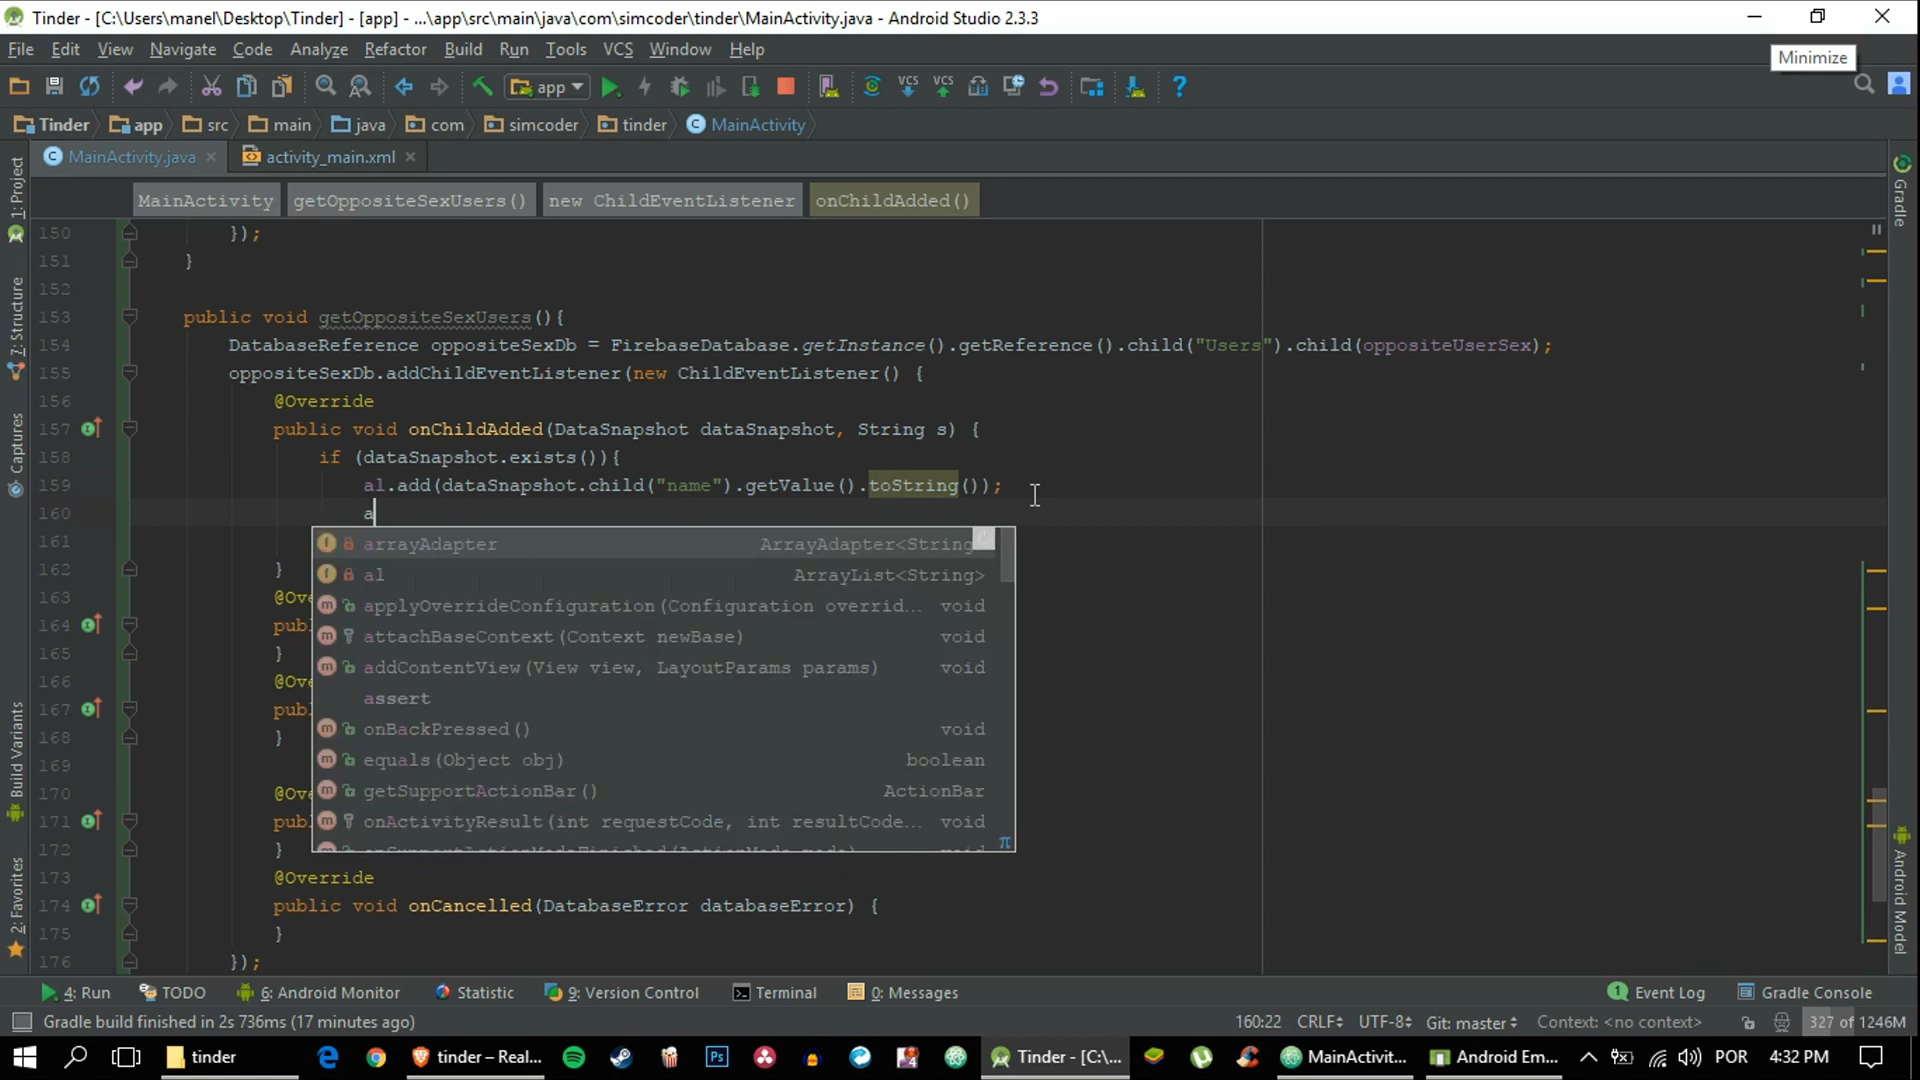 Tinder - [C:\Users\manel\Desktop\Tinder] - [app] - ...\app\src\main\java\com\simcoder\tinder\MainActivity.java - Android Studio 2.3.3
File Edit View Navigate Code Analyze Refactor Build Run Tools VCS Window Help
Minimize
app
VCS VCS
Tinder app src main java com simcoder tinder MainActivity
MainActivity.java activity_main.xml
MainActivity getOppositeSexUsers() new ChildEventListener onChildAdded()
150 });
151 }
152
153 public void getOppositeSexUsers(){
154 DatabaseReference oppositeSexDb = FirebaseDatabase.getInstance().getReference().child("Users").child(oppositeUserSex);
155 oppositeSexDb.addChildEventListener(new ChildEventListener() {
156 @Override
157 public void onChildAdded(DataSnapshot dataSnapshot, String s) {
158 if (dataSnapshot.exists()){
159 al.add(dataSnapshot.child("name").getValue().toString());
160 a
161
162 }
163 @Ove
164 pub
165 }
166 @Ove
167 pub
168 }
169
170 @Ove
171 pub
172 }
173 @Override
174 public void onCancelled(DatabaseError databaseError) {
175 }
176 });
arrayAdapter ArrayAdapter<String
al ArrayList<String>
applyOverrideConfiguration(Configuration overrid... void
attachBaseContext(Context newBase) void
addContentView(View view, LayoutParams params) void
assert
onBackPressed() void
equals(Object obj) boolean
getSupportActionBar() ActionBar
onActivityResult(int requestCode, int resultCode... void
π
1: Project
7: Structure
Captures
Build Variants
2: Favorites
Gradle
Android Model
4: Run TODO 6: Android Monitor Statistic 9: Version Control Terminal 0: Messages 1 Event Log Gradle Console
Gradle build finished in 2s 736ms (17 minutes ago) 160:22 CRLF UTF-8 Git: master Context: <no context> 327 of 1246M
tinder tinder – Real... Ps Tinder - [C:\... MainActivit... Android Em... POR 4:32 PM